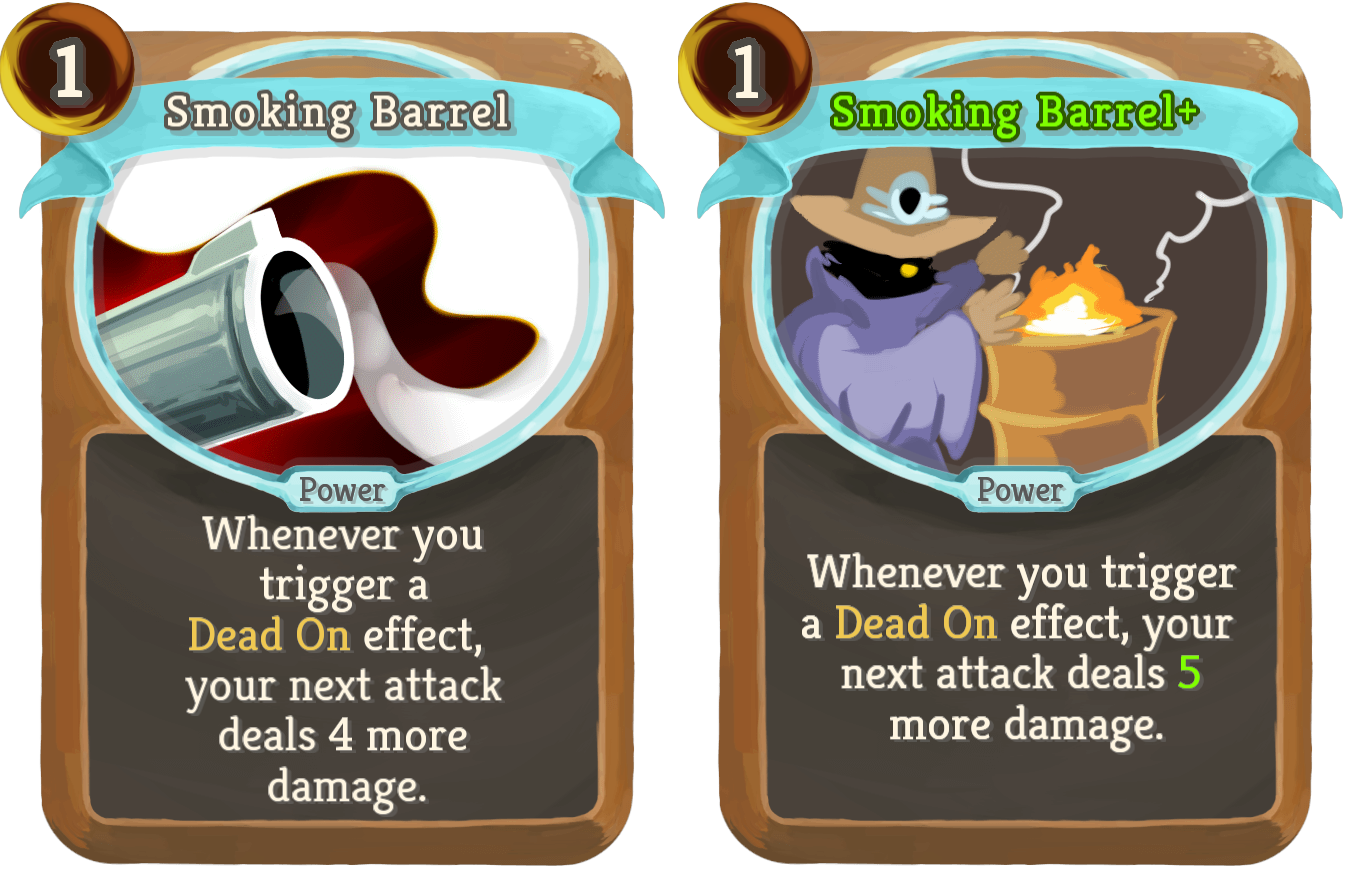 1
Smoking Barrel
Power
Whenever you
trigger a
Dead On effect,
your next attack
deals 4 more
damage.
1
Smoking Barrel+
Power
Whenever you trigger
a Dead On effect, your
next attack deals 5
more damage.